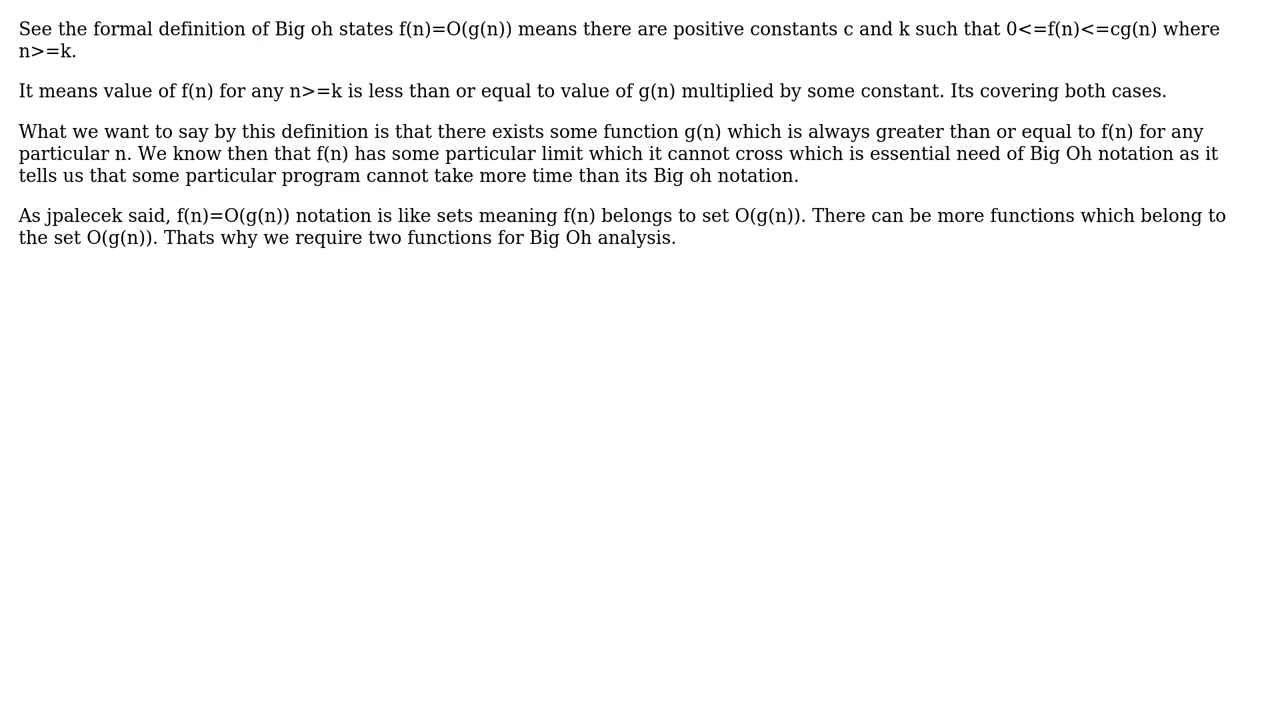 See the formal definition of Big oh states f(n)=O(g(n)) means there are positive constants c and k such that 0<=f(n)<=cg(n) where
n>=k.
It means value of f(n) for any n>=k is less than or equal to value of g(n) multiplied by some constant. Its covering both cases.
What we want to say by this definition is that there exists some function g(n) which is always greater than or equal to f(n) for any
particular n. We know then that f(n) has some particular limit which it cannot cross which is essential need of Big Oh notation as it
tells us that some particular program cannot take more time than its Big oh notation.
As jpalecek said, f(n)=O(g(n)) notation is like sets meaning f(n) belongs to set O(g(n)). There can be more functions which belong to
the set O(g(n)). Thats why we require two functions for Big Oh analysis.